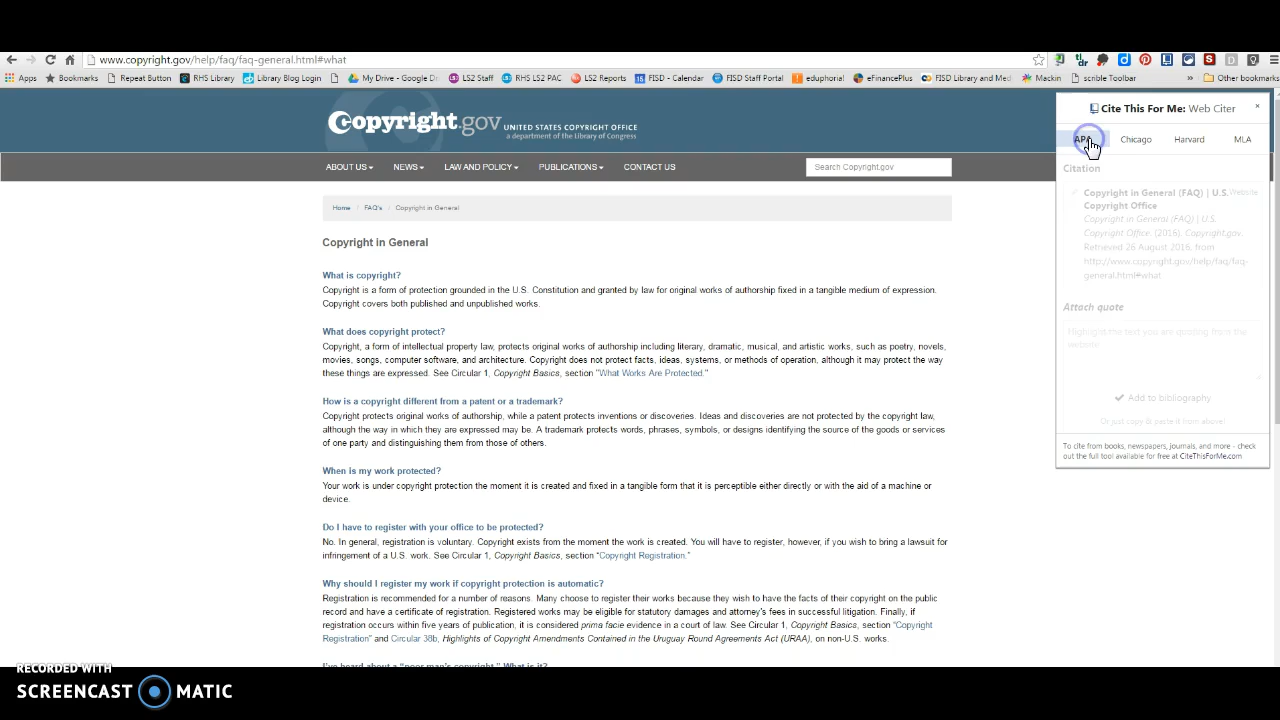 www.copyright.gov/help/faq/faq-general.html#what
Apps Bookmarks Repeat Button RHS Library Library Blog Login My Drive - Google D LS2 Staff RHS LS2 PAC LS2 Reports FISD - Calendar FISD Staff Portal eduphoria! eFinancePlus FISD Library and Med Mackin scrible Toolbar » Other bookmarks
Copyright.gov UNITED STATES COPYRIGHT OFFICE
a department of the Library of Congress
ABOUT US NEWS LAW AND POLICY PUBLICATIONS CONTACT US Search Copyright.gov
Home / FAQ's / Copyright in General
Copyright in General
What is copyright?
Copyright is a form of protection grounded in the U.S. Constitution and granted by law for original works of authorship fixed in a tangible medium of expression.
Copyright covers both published and unpublished works.
What does copyright protect?
Copyright, a form of intellectual property law, protects original works of authorship including literary, dramatic, musical, and artistic works, such as poetry, novels,
movies, songs, computer software, and architecture. Copyright does not protect facts, ideas, systems, or methods of operation, although it may protect the way
these things are expressed. See Circular 1, Copyright Basics, section "What Works Are Protected."
How is a copyright different from a patent or a trademark?
Copyright protects original works of authorship, while a patent protects inventions or discoveries. Ideas and discoveries are not protected by the copyright law,
although the way in which they are expressed may be. A trademark protects words, phrases, symbols, or designs identifying the source of the goods or services
of one party and distinguishing them from those of others.
When is my work protected?
Your work is under copyright protection the moment it is created and fixed in a tangible form that it is perceptible either directly or with the aid of a machine or
device.
Do I have to register with your office to be protected?
No. In general, registration is voluntary. Copyright exists from the moment the work is created. You will have to register, however, if you wish to bring a lawsuit for
infringement of a U.S. work. See Circular 1, Copyright Basics, section “Copyright Registration.”
Why should I register my work if copyright protection is automatic?
Registration is recommended for a number of reasons. Many choose to register their works because they wish to have the facts of their copyright on the public
record and have a certificate of registration. Registered works may be eligible for statutory damages and attorney's fees in successful litigation. Finally, if
registration occurs within five years of publication, it is considered prima facie evidence in a court of law. See Circular 1, Copyright Basics, section “Copyright
Registration” and Circular 38b, Highlights of Copyright Amendments Contained in the Uruguay Round Agreements Act (URAA), on non-U.S. works.
I've heard about a “poor man's copyright.” What is it?
Cite This For Me: Web Citer ×
APA Chicago Harvard MLA
Citation
Copyright in General (FAQ) | U.S. Website
Copyright Office
Copyright in General (FAQ) | U.S.
Copyright Office. (2016). Copyright.gov.
Retrieved 26 August 2016, from
http://www.copyright.gov/help/faq/faq-
general.html#what
Attach quote
Highlight the text you are quoting from the
website
Add to bibliography
Or just copy & paste it from above!
To cite from books, newspapers, journals, and more - check
out the full tool available for free at CiteThisForMe.com
RECORDED WITH
SCREENCAST MATIC